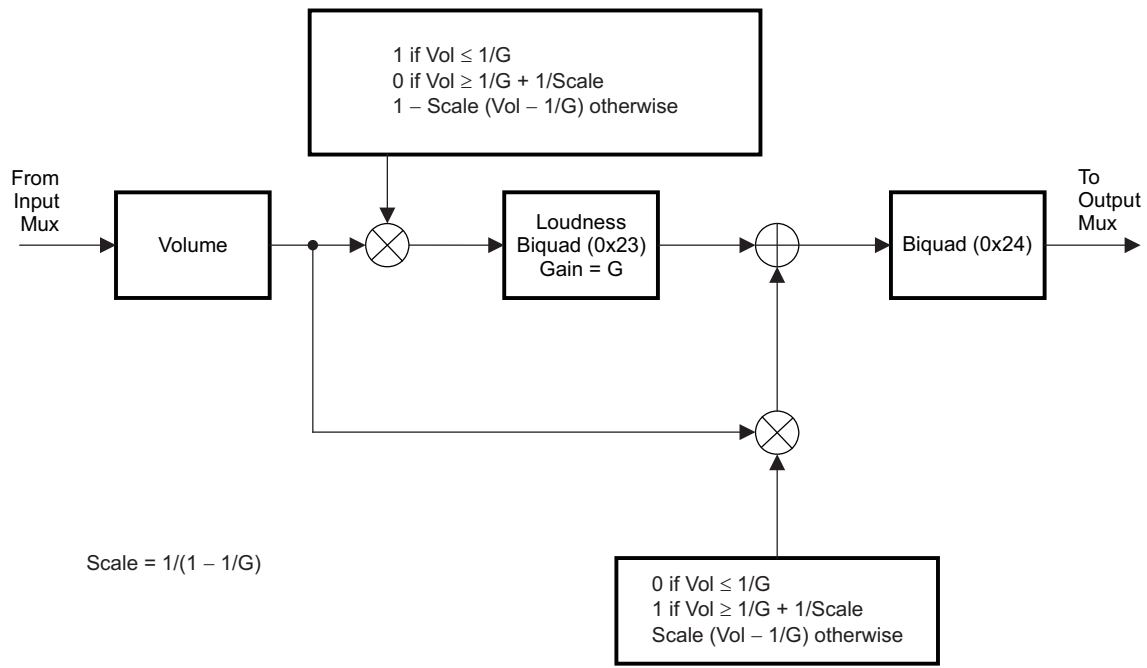 1 if Vol ≤ 1/G
0 if Vol ≥ 1/G + 1/Scale
1 − Scale (Vol − 1/G) otherwise
From
Input
Mux
Volume
Loudness
Biquad (0x23)
Gain = G
Biquad (0x24)
To
Output
Mux
Scale = 1/(1 − 1/G)
0 if Vol ≤ 1/G
1 if Vol ≥ 1/G + 1/Scale
Scale (Vol − 1/G) otherwise